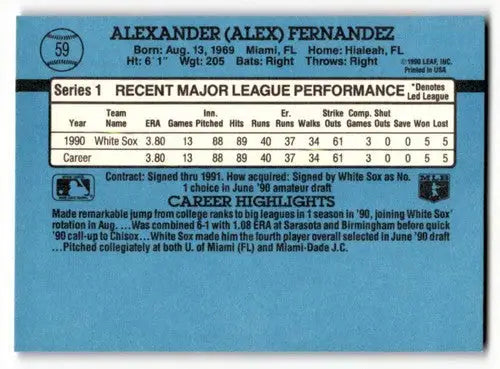 59
ALEXANDER (ALEX) FERNANDEZ
Born: Aug. 13, 1969 Miami, FL Home: Hialeah, FL
Ht: 6' 1" Wgt: 205 Bats: Right Throws: Right
©1990 LEAF, INC.
Printed in USA
Series 1 RECENT MAJOR LEAGUE PERFORMANCE *Denotes Led League
Year Team Name ERA Games Inn. Pitched Hits Runs Er. Runs Walks Strike Outs Comp. Games Shut Outs Save Won Lost
1990 White Sox 3.80 13 88 89 40 37 34 61 3 0 0 5 5
Career 3.80 13 88 89 40 37 34 61 3 0 0 5 5
Contract: Signed thru 1991. How acquired: Signed by White Sox as No.
1 choice in June '90 amateur draft
CAREER HIGHLIGHTS
Made remarkable jump from college ranks to big leagues in 1 season in '90, joining White Sox'
rotation in Aug. ...Was combined 6-1 with 1.08 ERA at Sarasota and Birmingham before quick
'90 call-up to Chisox... White Sox made him the fourth player overall selected in June '90 draft
...Pitched collegiately at both U. of Miami (FL) and Miami-Dade J.C.
MLB